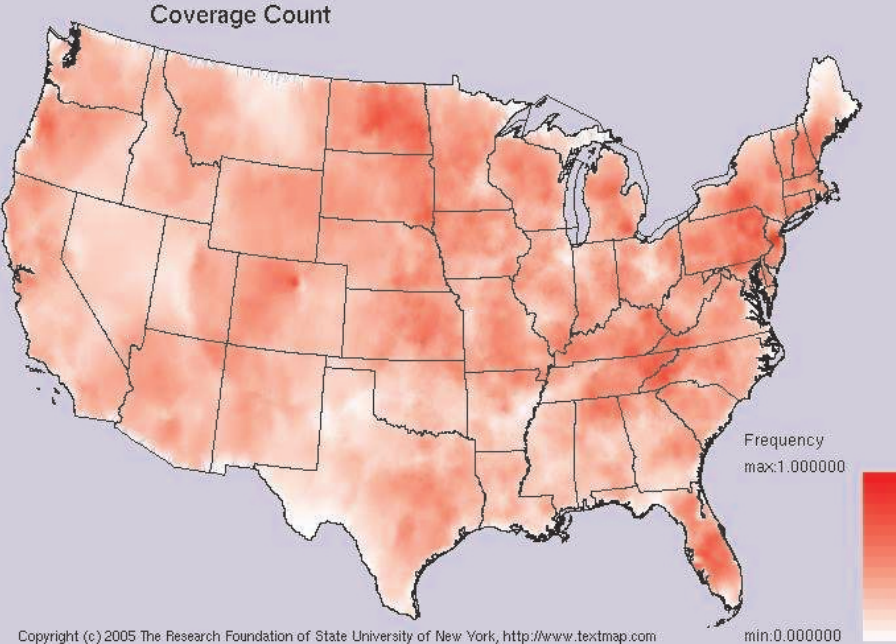 Coverage Count
Frequency
max:1.000000
min:0.000000
Copyright (c) 2005 The Research Foundation of State University of New York, http://www.textmap.com